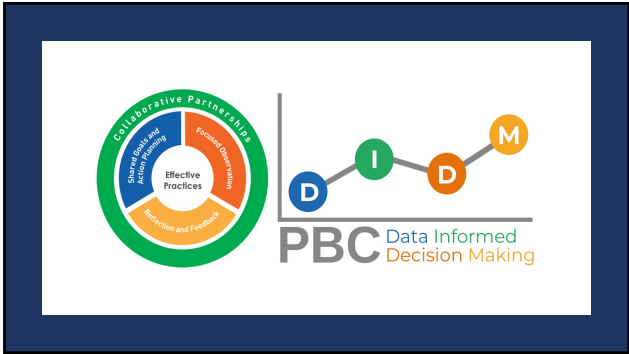 Collaborative Partnerships
Shared Goals and
Action Planning
Focused Observation
Effective
Practices
Reflection and Feedback
D
I
D
M
PBC
Data Informed
Decision Making